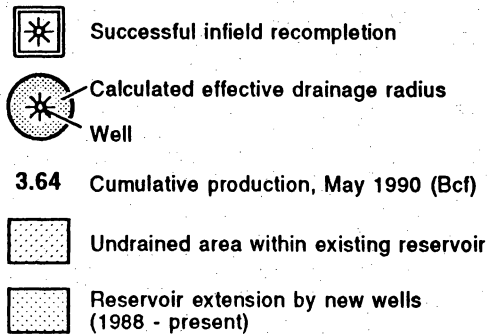 Successful infield recompletion
Calculated effective drainage radius
Well
3.64 Cumulative production, May 1990 (Bcf)
Undrained area within existing reservoir
Reservoir extension by new wells
(1988 - present)